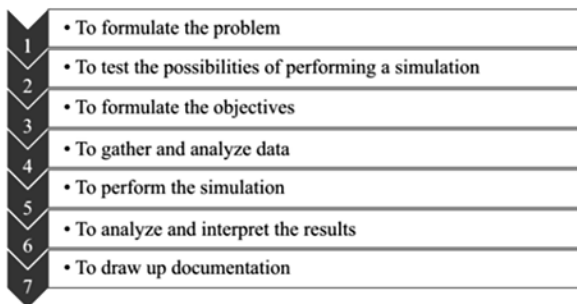 1 • To formulate the problem
2 • To test the possibilities of performing a simulation
3 • To formulate the objectives
4 • To gather and analyze data
5 • To perform the simulation
6 • To analyze and interpret the results
7 • To draw up documentation